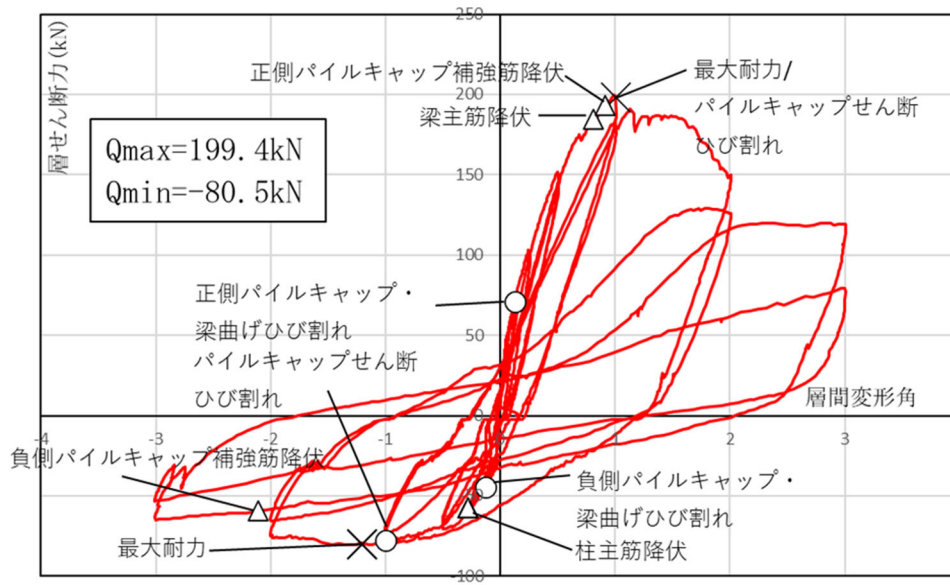 250
層せん断力(kN)
正側パイルキャップ補強筋降伏
最大耐力/
パイルキャップせん断
ひび割れ
200
梁主筋降伏
Qmax=199.4kN
Qmin=-80.5kN
150
100
正側パイルキャップ・
梁曲げひび割れ
50
パイルキャップせん断
ひび割れ
層間変形角
0
-4
-3
-2
-1
2
3
負側パイルキャップ補強筋降伏
負側パイルキャップ・
梁曲げひび割れ
最大耐力
柱主筋降伏
-100